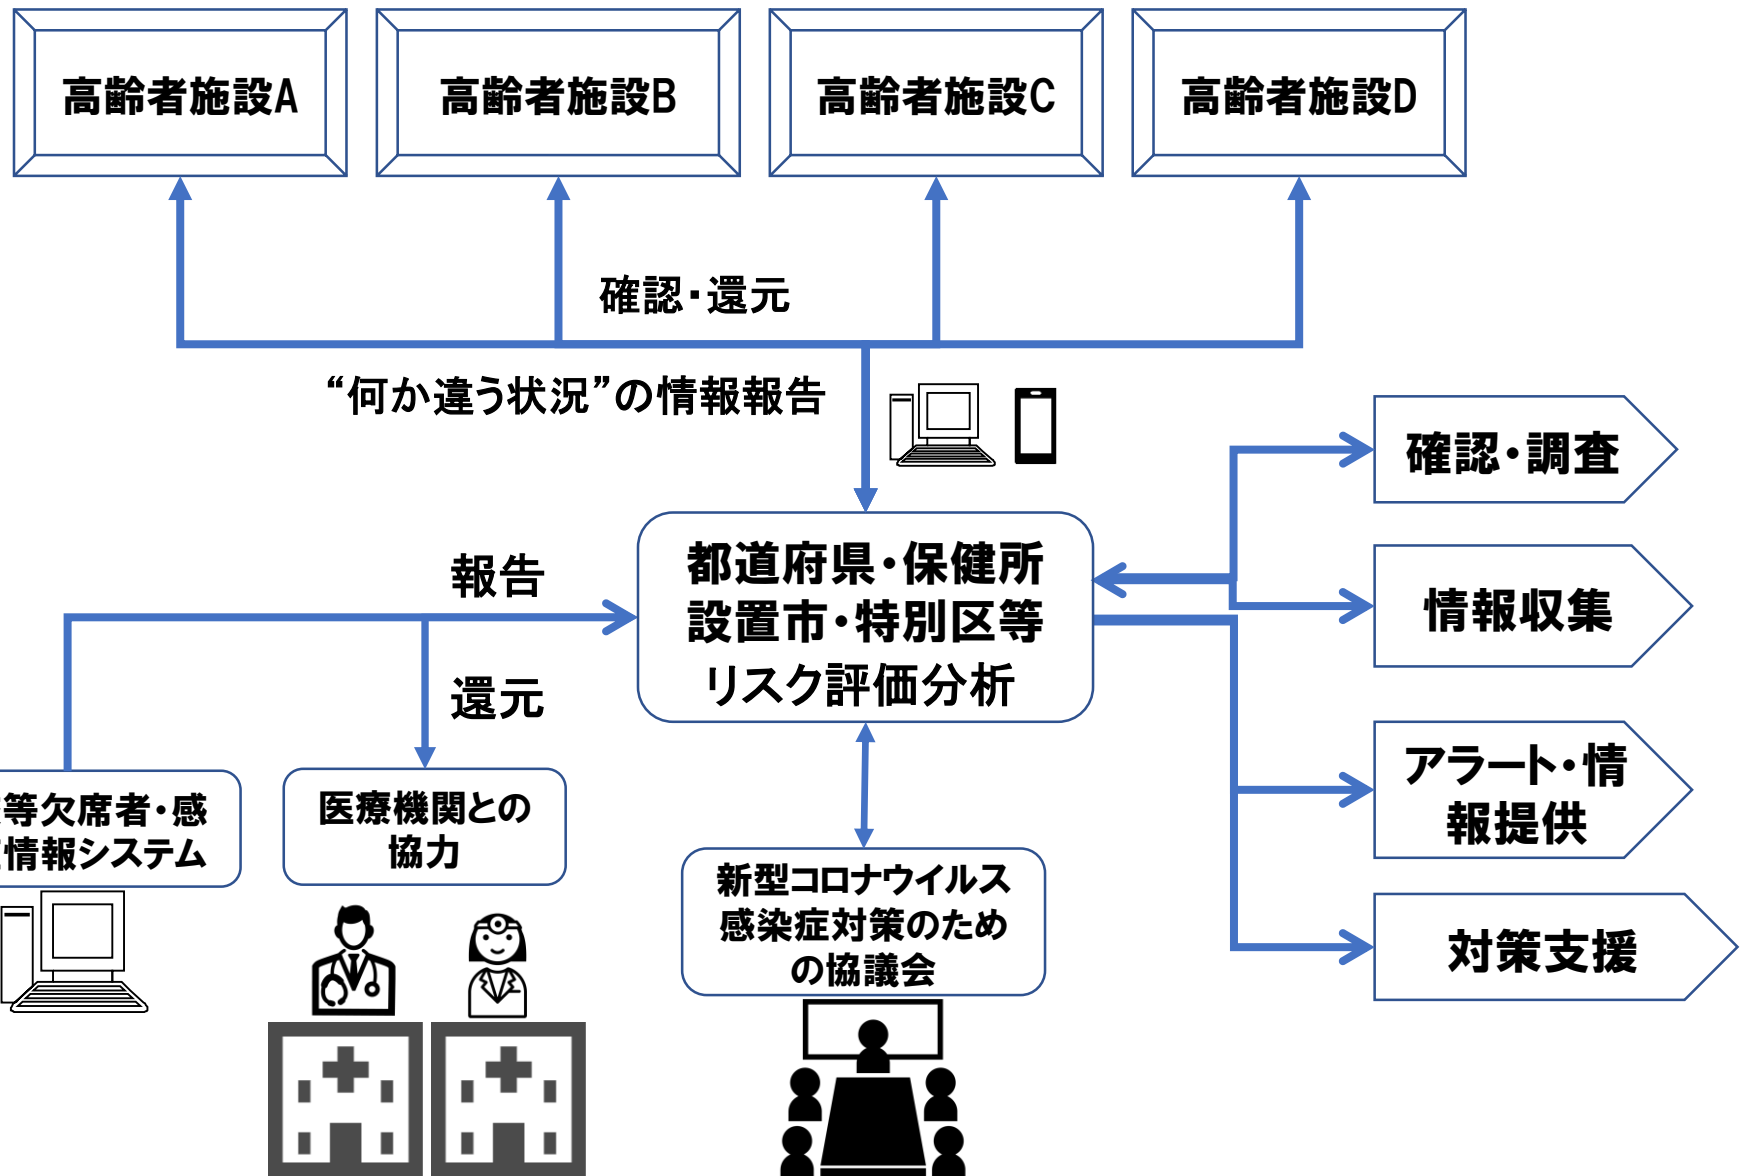 高齢者施設A
高齢者施設B
高齢者施設C
高齢者施設D
確認・還元
“何か違う状況”の情報報告
確認・調査
都道府県・保健所
設置市・特別区等
リスク評価分析
報告
還元
情報収集
アラート・情
報提供
対策支援
等欠席者・感
情報システム
医療機関との
協力
新型コロナウイルス
感染症対策のため
の協議会